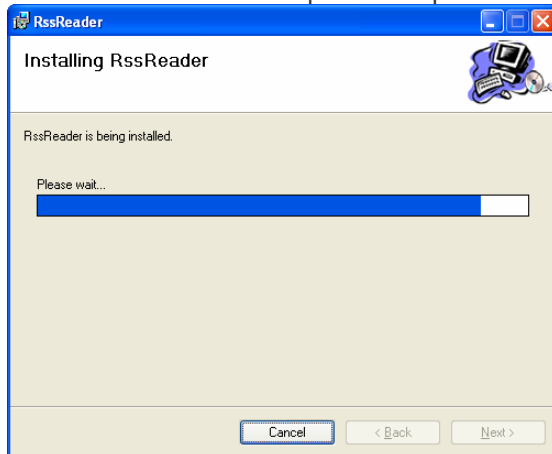 RssReader
Installing RssReader
RssReader is being installed.
Please wait...
Cancel
< Back
Next >